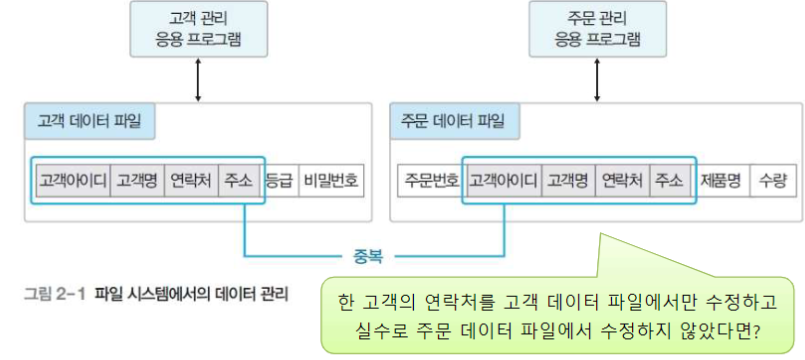 고객 관리
응용 프로그램
주문 관리
응용 프로그램
고객 데이터 파일
주문 데이터 파일
고객아이디 고객명 연락처 주소 등급 비밀번호
주문번호 고객아이디 고객명 연락처 주소 제품명 수량
중복
그림 2-1 파일 시스템에서의 데이터 관리
한 고객의 연락처를 고객 데이터 파일에서만 수정하고
실수로 주문 데이터 파일에서 수정하지 않았다면?